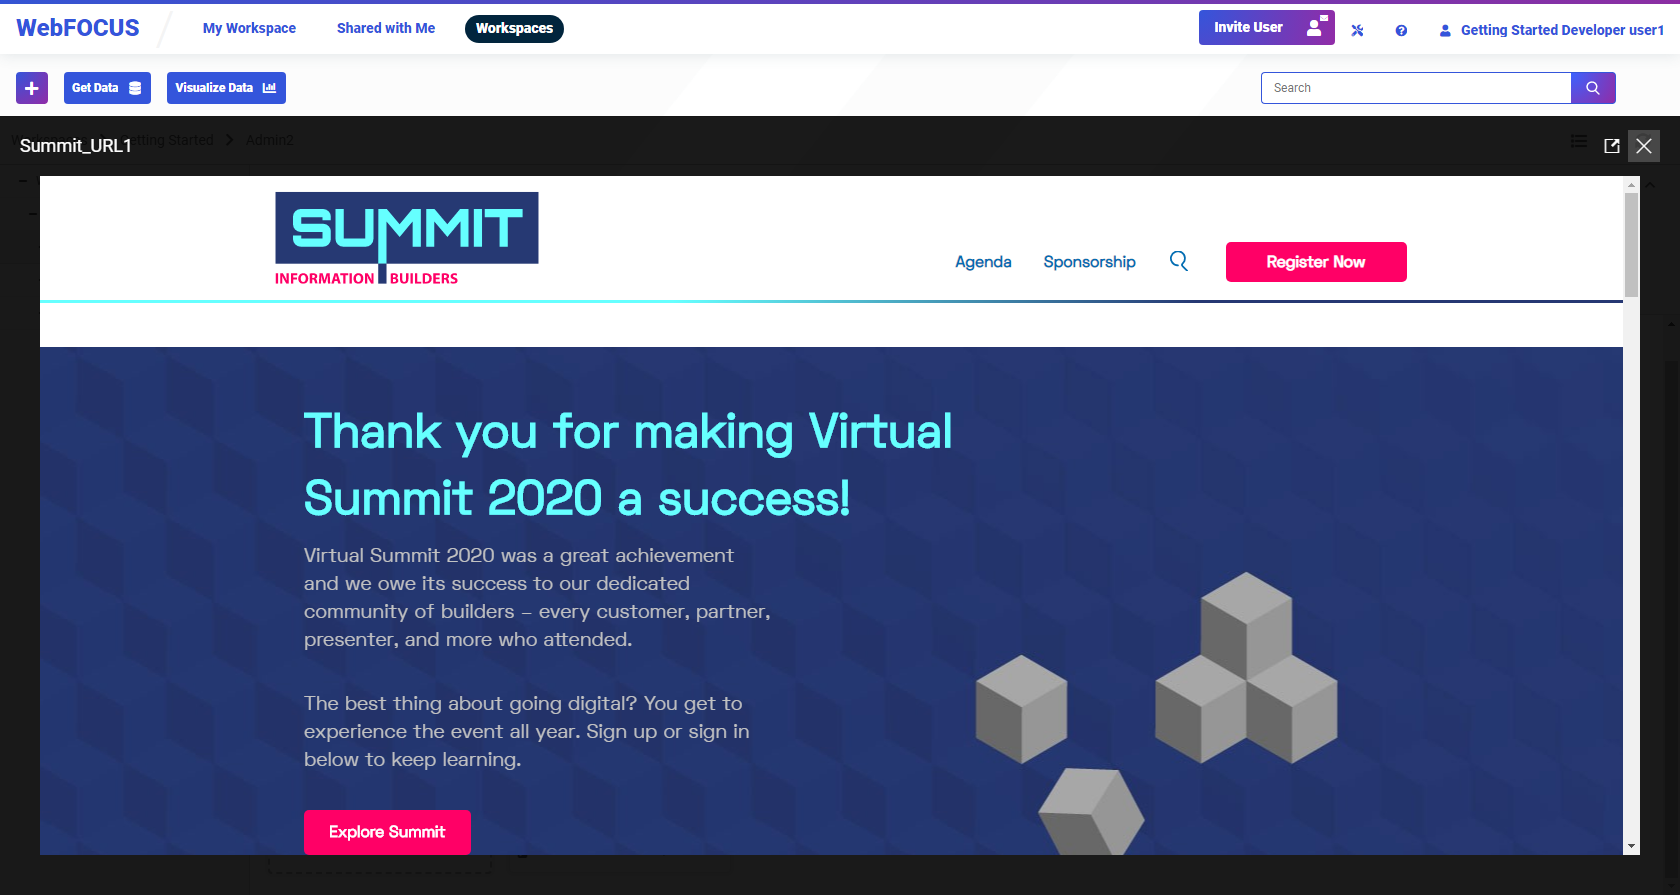 WebFOCUS
My Workspace
Shared with Me
Workspaces
Invite User
Getting Started Developer user1
Get Data
Visualize Data
Search
Workspaces > Getting Started > Admin2
Summit_URL1
SUMMIT
INFORMATION BUILDERS
Agenda
Sponsorship
Register Now
Thank you for making Virtual
Summit 2020 a success!
Virtual Summit 2020 was a great achievement
and we owe its success to our dedicated
community of builders – every customer, partner,
presenter, and more who attended.
The best thing about going digital? You get to
experience the event all year. Sign up or sign in
below to keep learning.
Explore Summit